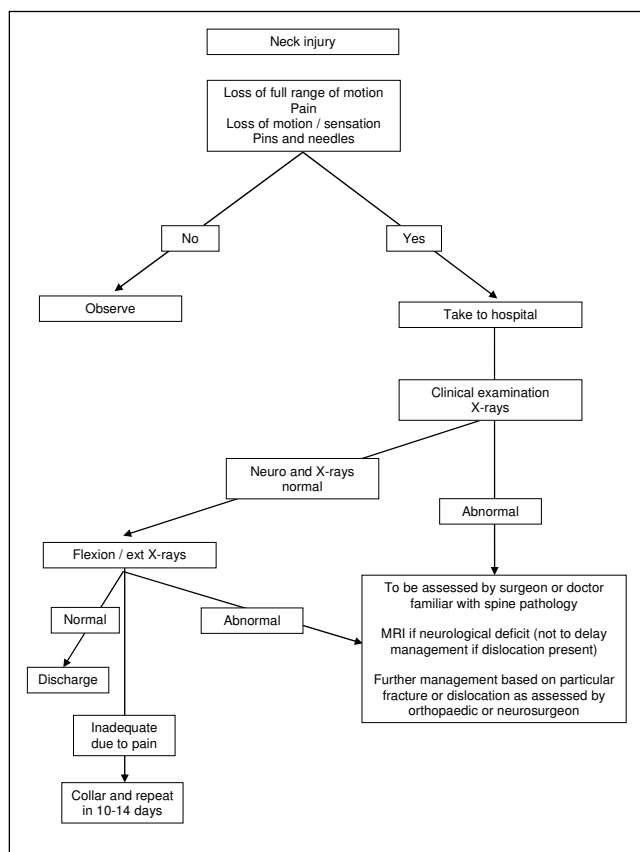 Neck injury
Loss of full range of motion
Pain
Loss of motion / sensation
Pins and needles
No
Yes
Observe
Take to hospital
Clinical examination
X-rays
Neuro and X-rays
normal
Abnormal
Flexion / ext X-rays
Normal
Abnormal
Discharge
To be assessed by surgeon or doctor
familiar with spine pathology
MRI if neurological deficit (not to delay
management if dislocation present)
Further management based on particular
fracture or dislocation as assessed by
orthopaedic or neurosurgeon
Inadequate
due to pain
Collar and repeat
in 10-14 days